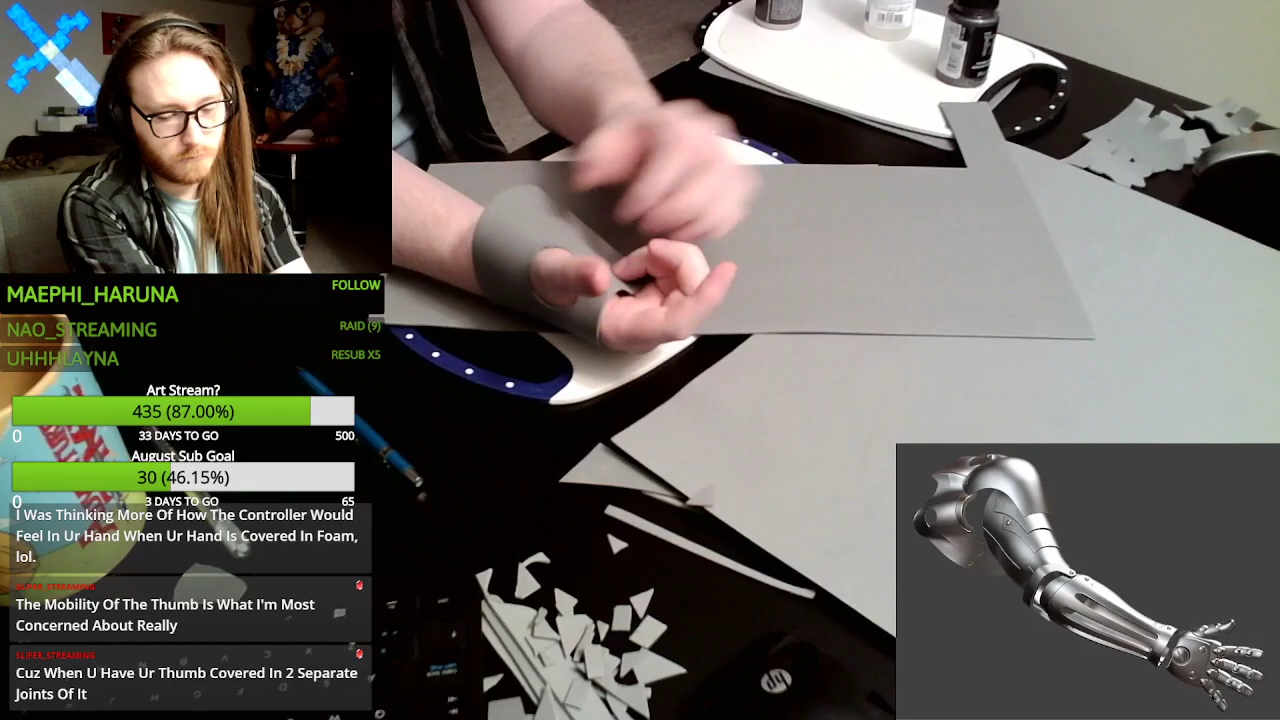 MAEPHI_HARUNA
FOLLOW
NAO_STREAMING
RAID (9)
UHHHLAYNA
RESUB X5
Art Stream?
435 (87.00%)
0
33 DAYS TO GO
500
August Sub Goal
30 (46.15%)
0
3 DAYS TO GO
65
I Was Thinking More Of How The Controller Would
Feel In Ur Hand When Ur Hand Is Covered In Foam,
lol.
SLIFER_STREAMING
The Mobility Of The Thumb Is What I'm Most
Concerned About Really
SLIFER_STREAMING
Cuz When U Have Ur Thumb Covered In 2 Separate
Joints Of It
hp